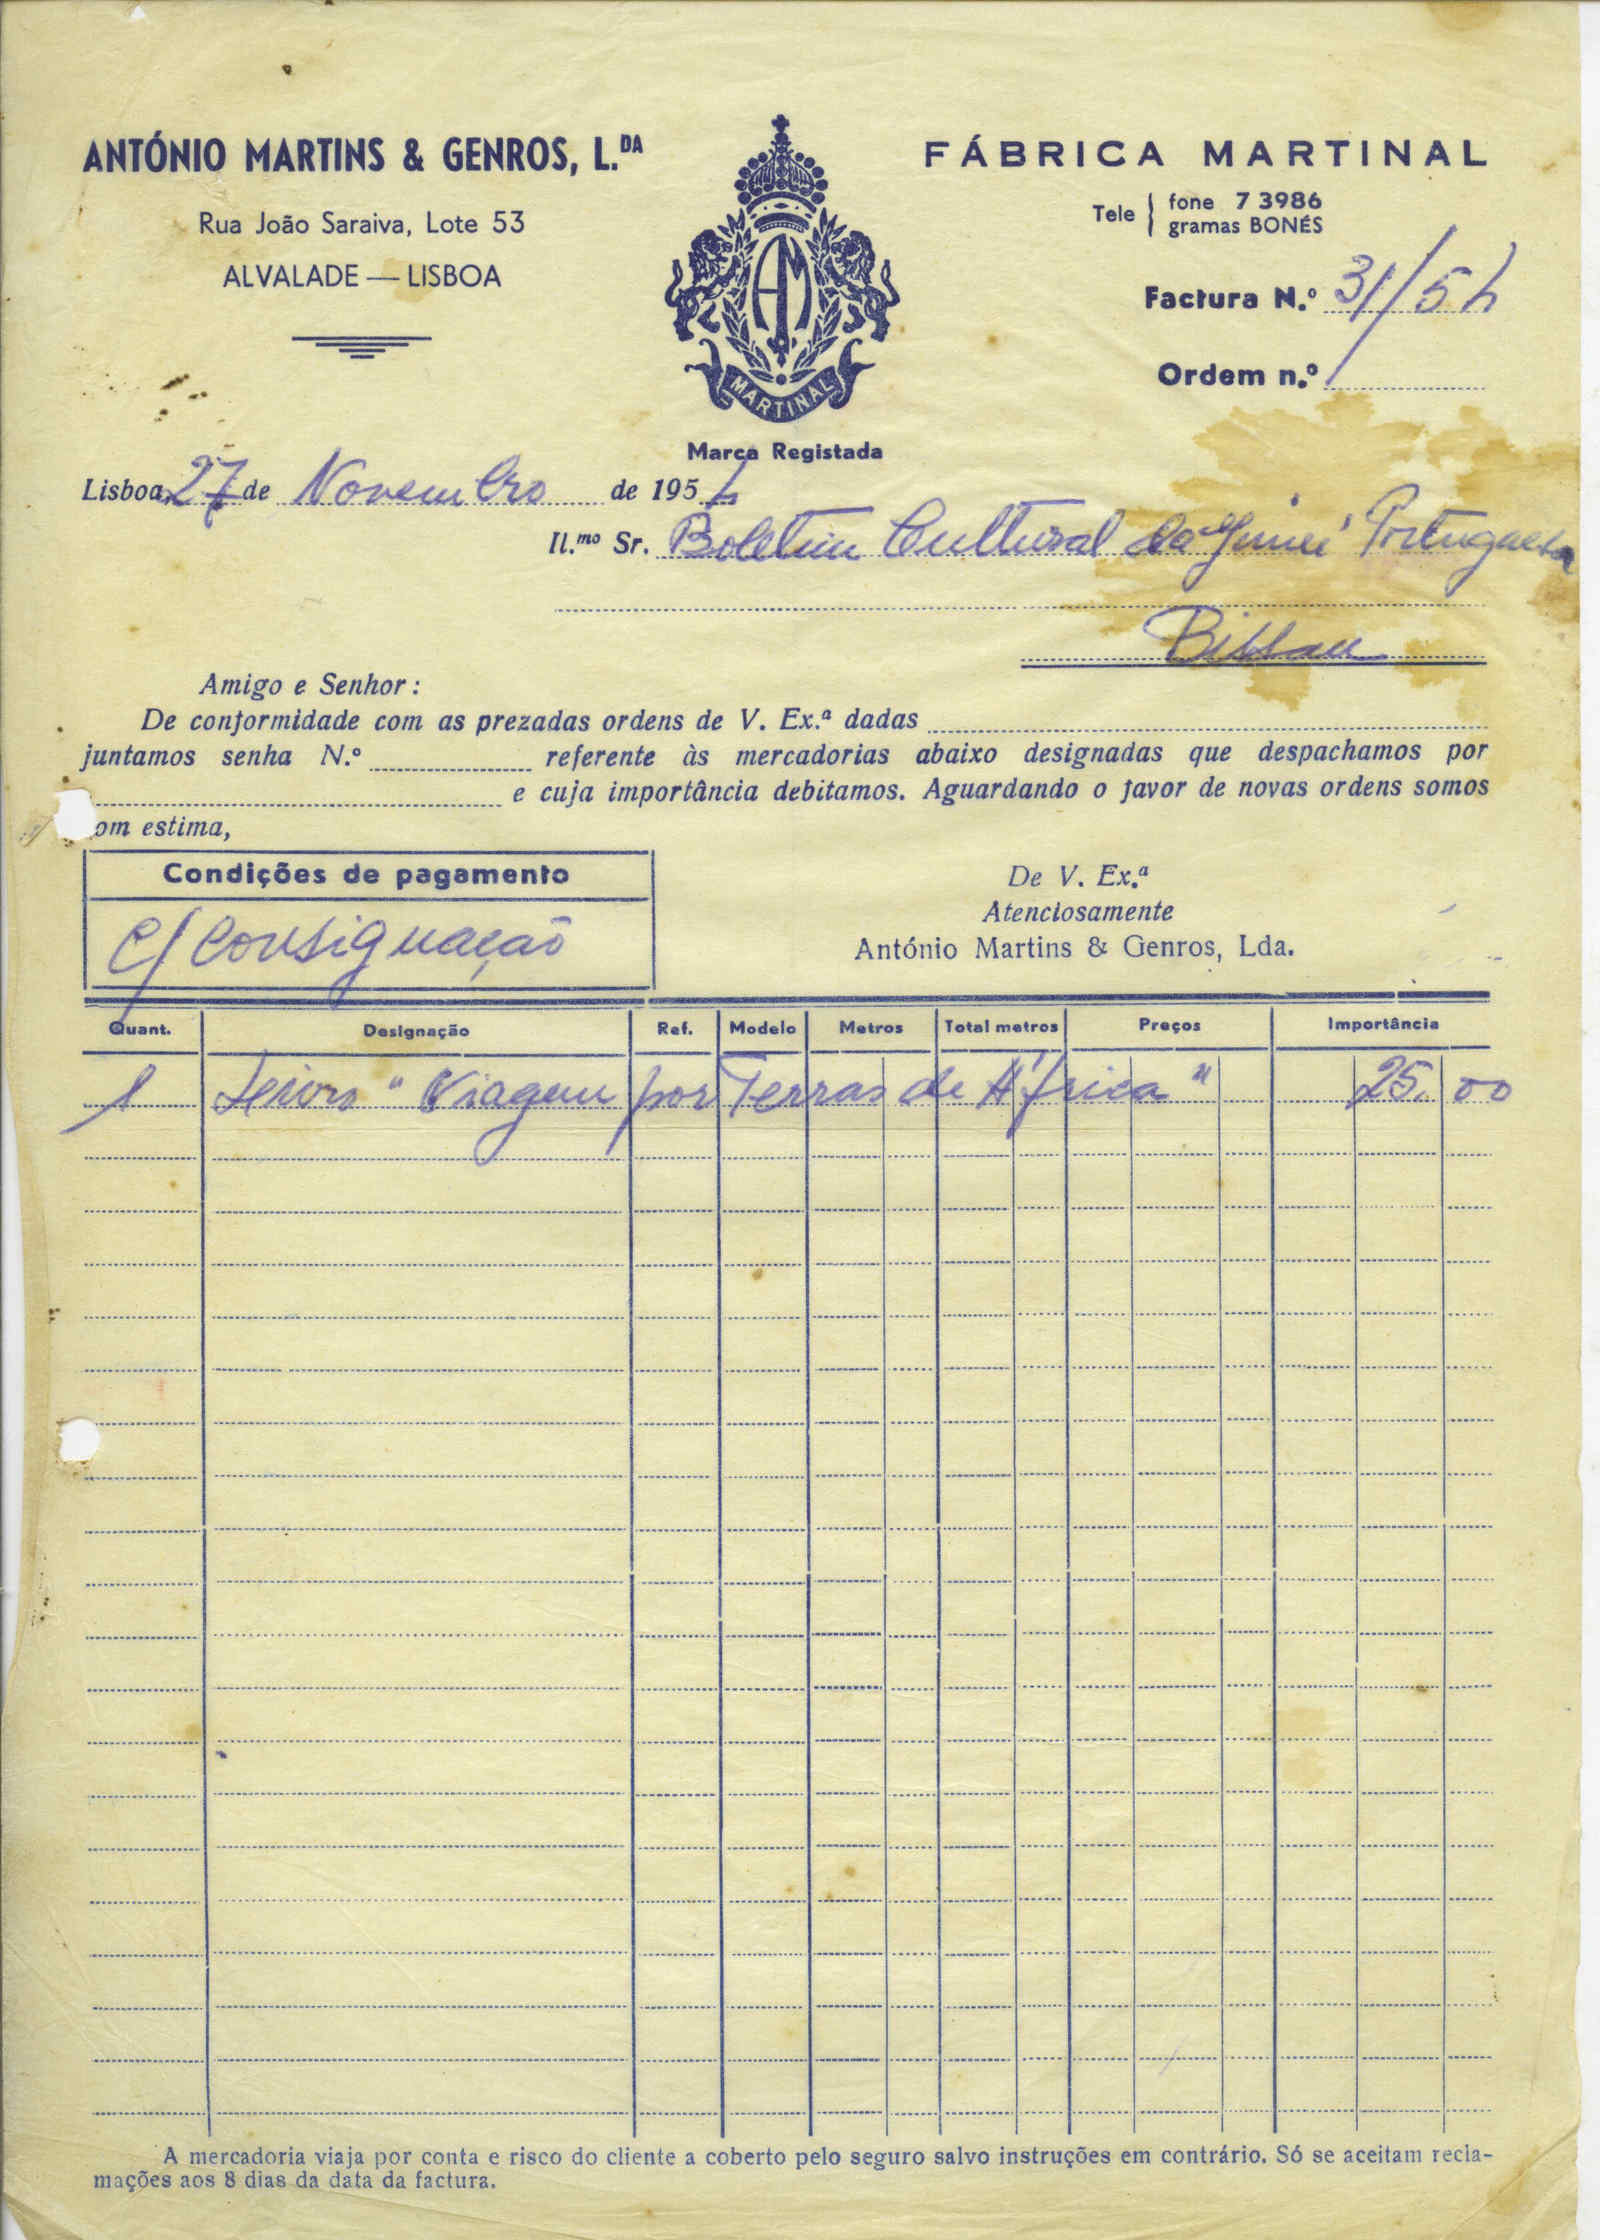 ANTÓNIO MARTINS & GENROS, L.DA
Rua João Saraiva, Lote 53
ALVALADE — LISBOA
AM
MARTINAL
Marca Registada
FÁBRICA MARTINAL
Tele { fone 7 3986
gramas BONÉS
Factura N.º 31/54
Ordem n.º
Lisboa, 27 de Novembro de 1954
Il.mo Sr. Boletim Cultural da Guiné Portuguesa
Bissau
Amigo e Senhor:
De conformidade com as prezadas ordens de V. Ex.ª dadas
juntamos senha N.º referente às mercadorias abaixo designadas que despachamos por
e cuja importância debitamos. Aguardando o favor de novas ordens somos
om estima,
Condições de pagamento
C/ Consignação
De V. Ex.ª
Atenciosamente
António Martins & Genros, Lda.
Quant. Designação Ref. Modelo Metros Total metros Preços Importância
1 Livro "Viagem por Terras de África" 25.00
A mercadoria viaja por conta e risco do cliente a coberto pelo seguro salvo instruções em contrário. Só se aceitam recla-
mações aos 8 dias da data da factura.